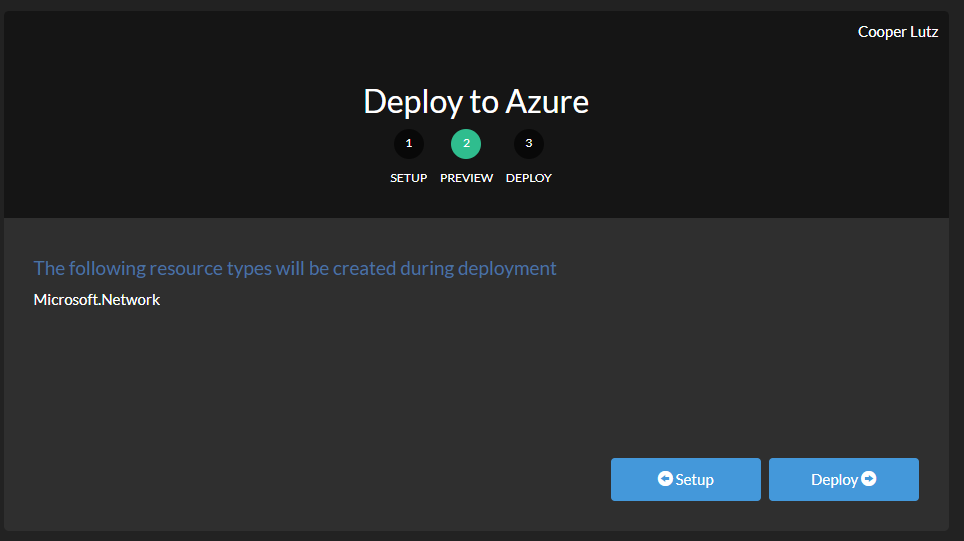 Cooper Lutz
Deploy to Azure
1 2 3
SETUP PREVIEW DEPLOY
The following resource types will be created during deployment
Microsoft.Network
Setup Deploy